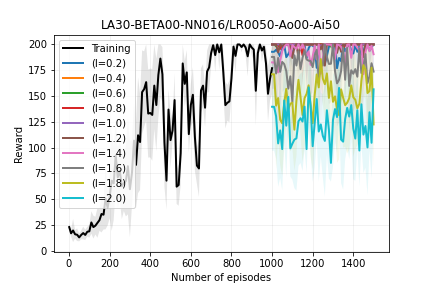 LA30-BETA00-NN016/LR0050-Ao00-Ai50
200
175
150
125
100
75
50
25
0
Reward
Training
(l=0.2)
(l=0.4)
(l=0.6)
(l=0.8)
(l=1.0)
(l=1.2)
(l=1.4)
(l=1.6)
(l=1.8)
(l=2.0)
0 200 400 600 800 1000 1200 1400
Number of episodes